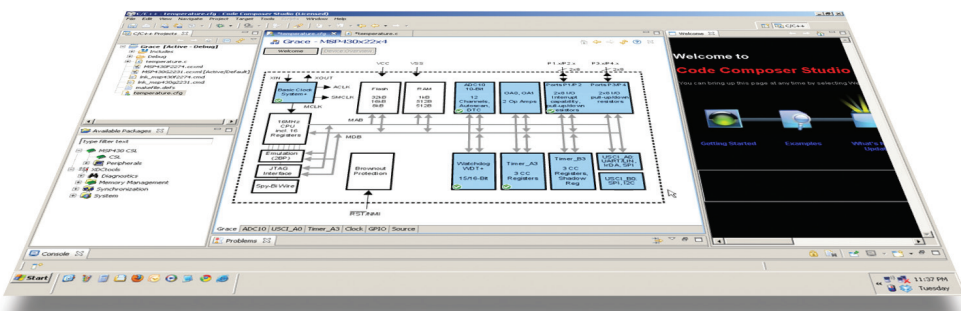 C/C++ - temperature.cfg - Code Composer Studio (Licensed)
File Edit View Navigate Project Target Tools Window Help
C/C++
C/C++ Projects
Grace [Active - Debug]
Includes
Debug
temperature.c
MSP430F2274.ccxml
MSP430G2231.ccxml [Active/Default]
lnk_msp430f2274.cmd
lnk_msp430g2231.cmd
makefile.defs
temperature.cfg
Available Packages
type filter text
MSP430 CSL
CSL
Peripherals
XDCtools
Diagnostics
Memory Management
Synchronization
System
*temperature.cfg
temperature.c
Grace - MSP430x22x4
Welcome
VCC
VSS
P1.x/P2.x
P3.x/P4.x
2x8
2x8
XIN
XOUT
Basic Clock
System+
ACLK
SMCLK
MCLK
Flash
32kB
16kB
8kB
RAM
1kB
512B
512B
ADC10
10-Bit
12
Channels,
Autoscan,
DTC
OA0, OA1
2 Op Amps
Ports P1/P2
2x8 I/O
Interrupt
capability,
pull-up/down
resistors
Ports P3/P4
2x8 I/O
pull-up/down
resistors
16MHz
CPU
incl. 16
Registers
MAB
MDB
Emulation
(2BP)
JTAG
Interface
Spy-Bi Wire
Brownout
Protection
Watchdog
WDT+
15/16-Bit
Timer_A3
3 CC
Registers
Timer_B3
3 CC
Registers,
Shadow
Reg
USCI_A0:
UART/LIN,
IrDA, SPI
USCI_B0:
SPI, I2C
RST/NMI
Grace ADC10 USCI_A0 Timer_A3 Clock GPIO Source
Problems
Welcome
Welcome to
Code Composer Studio
You can bring up this page at any time by selecting
Getting Started
Examples
What's
Console
Start
11:37 PM
Tuesday